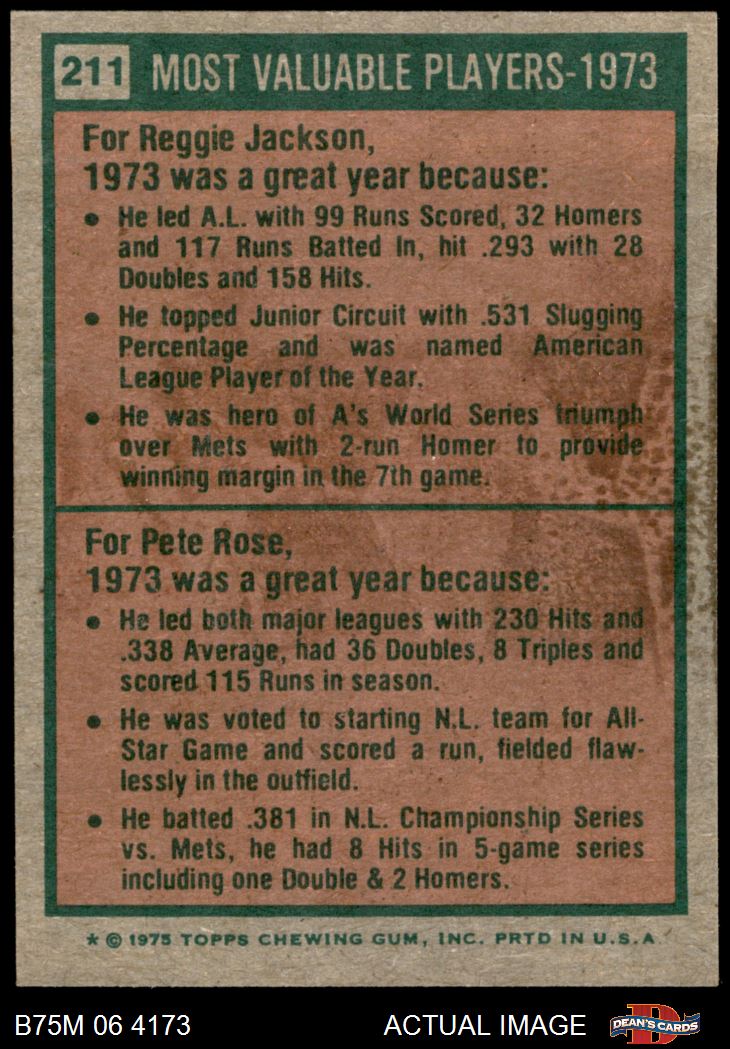 211 MOST VALUABLE PLAYERS-1973
For Reggie Jackson,
1973 was a great year because:
• He led A.L. with 99 Runs Scored, 32 Homers
and 117 Runs Batted In, hit .293 with 28
Doubles and 158 Hits.
• He topped Junior Circuit with .531 Slugging
Percentage and was named American
League Player of the Year.
• He was hero of A's World Series triumph
over Mets with 2-run Homer to provide
winning margin in the 7th game.
For Pete Rose,
1973 was a great year because:
• He led both major leagues with 230 Hits and
.338 Average, had 36 Doubles, 8 Triples and
scored 115 Runs in season.
• He was voted to starting N.L. team for All-
Star Game and scored a run, fielded flaw-
lessly in the outfield.
• He batted .381 in N.L. Championship Series
vs. Mets, he had 8 Hits in 5-game series
including one Double & 2 Homers.
* © 1975 TOPPS CHEWING GUM, INC. PRTD IN U.S.A.
B75M 06 4173 ACTUAL IMAGE DEAN'S CARDS